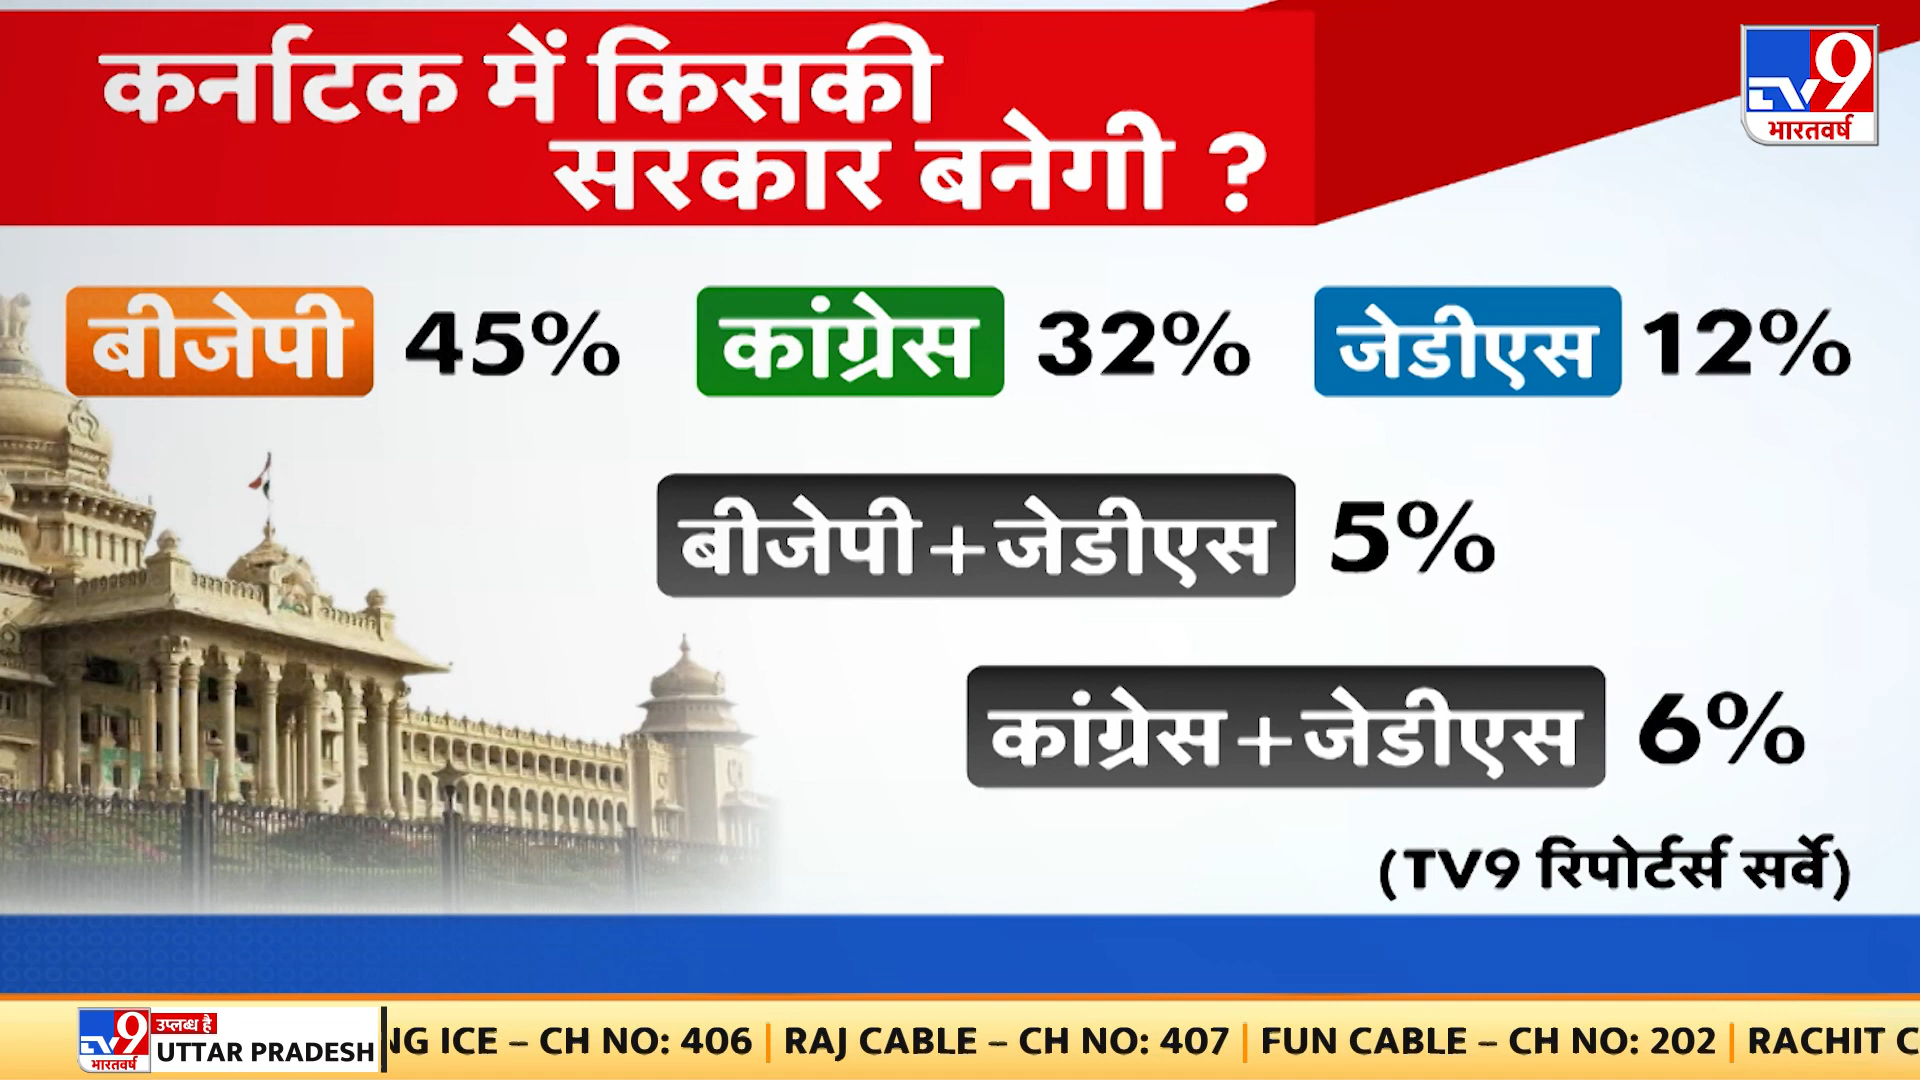 कर्नाटक में किसकी
सरकार बनेगी ?
TV9
भारतवर्ष
बीजेपी 45% कांग्रेस 32% जेडीएस 12%
बीजेपी+जेडीएस 5%
कांग्रेस+जेडीएस 6%
(TV9 रिपोर्टर्स सर्वे)
TV9 भारतवर्ष उप्लब्ध है UTTAR PRADESH NG ICE – CH NO: 406 | RAJ CABLE – CH NO: 407 | FUN CABLE – CH NO: 202 | RACHIT C